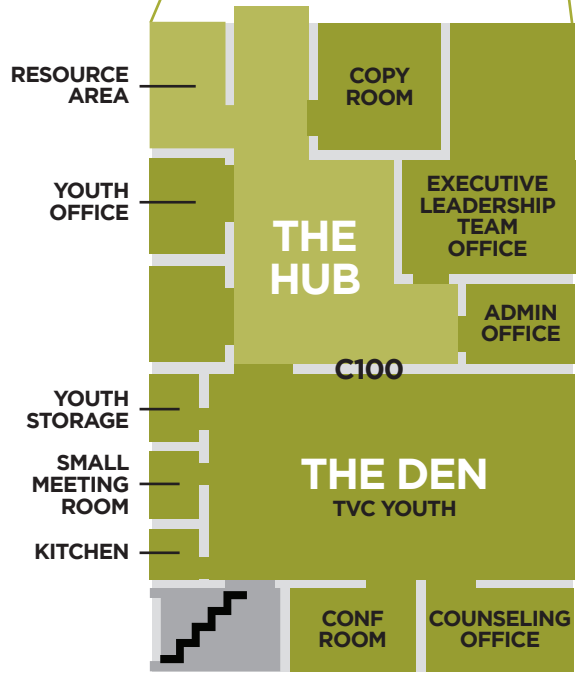 RESOURCE
AREA
COPY
ROOM
YOUTH
OFFICE
EXECUTIVE
LEADERSHIP
TEAM
OFFICE
THE
HUB
ADMIN
OFFICE
C100
YOUTH
STORAGE
SMALL
MEETING
ROOM
THE DEN
TVC YOUTH
KITCHEN
CONF
ROOM
COUNSELING
OFFICE